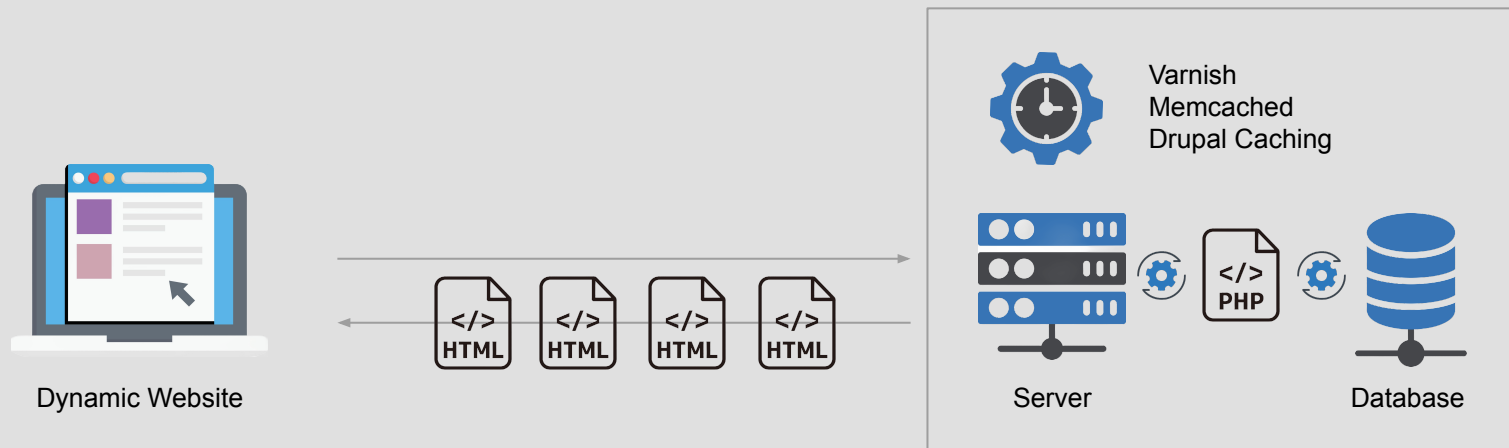 Varnish
Memcached
Drupal Caching
</>
HTML
</>
HTML
</>
HTML
</>
HTML
</>
PHP
Dynamic Website
Server
Database